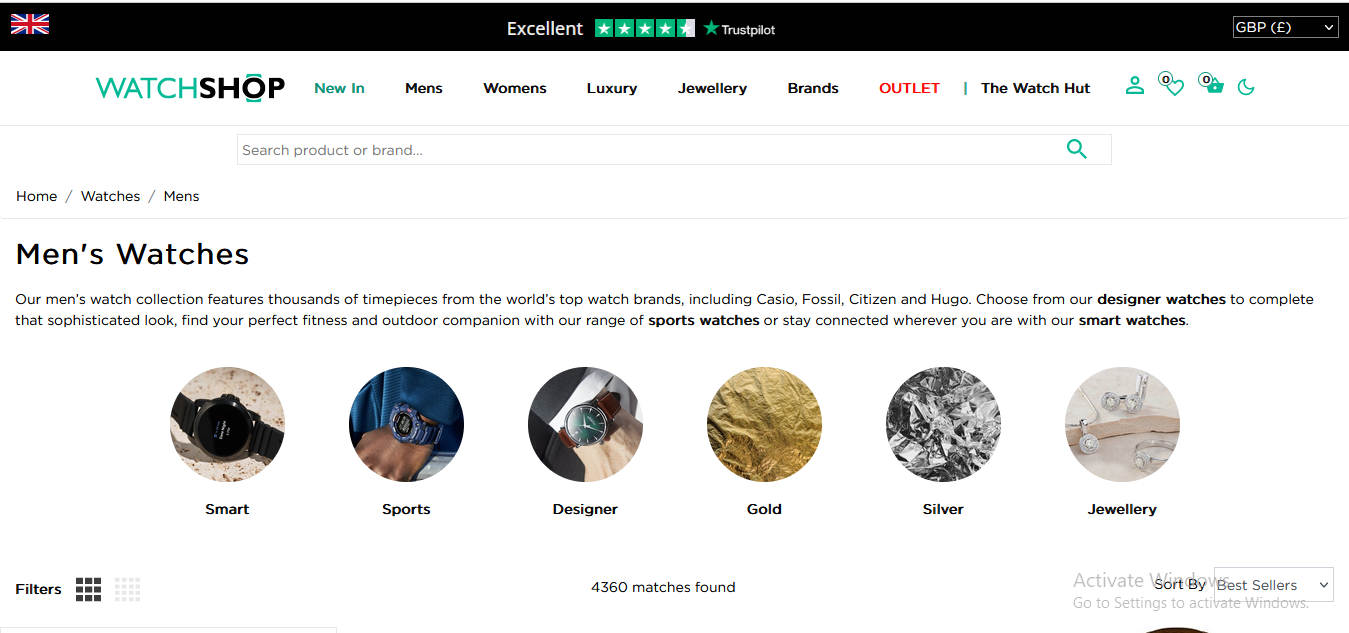 Excellent Trustpilot GBP (£)
WATCHSHOP New In Mens Womens Luxury Jewellery Brands OUTLET | The Watch Hut 0 0
Search product or brand...
Home / Watches / Mens
Men's Watches
Our men's watch collection features thousands of timepieces from the world's top watch brands, including Casio, Fossil, Citizen and Hugo. Choose from our designer watches to complete
that sophisticated look, find your perfect fitness and outdoor companion with our range of sports watches or stay connected wherever you are with our smart watches.
Smart Sports Designer Gold Silver Jewellery
Filters 4360 matches found Sort By Best Sellers
Activate Windows
Go to Settings to activate Windows.